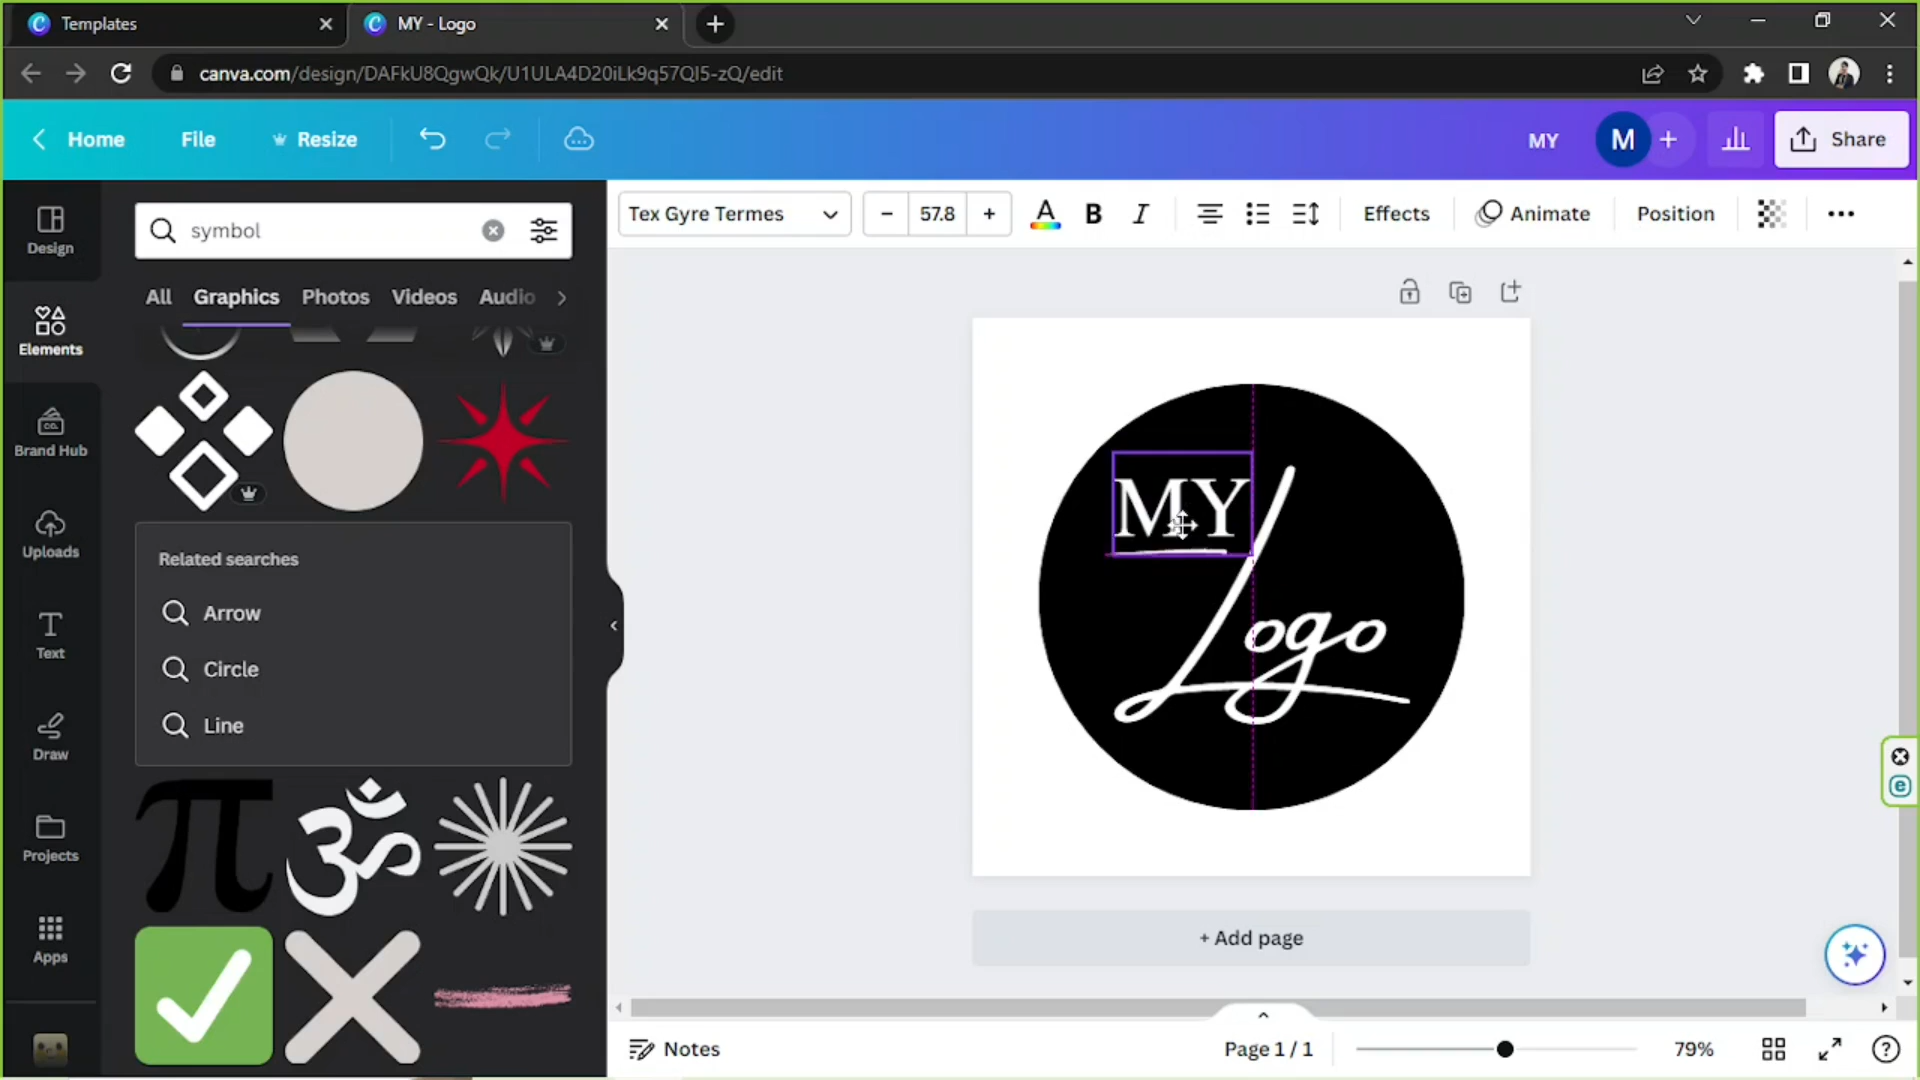 Templates
MY - Logo
canva.com/design/DAFkU8QgwQk/U1ULA4D20iLk9q57QI5-zQ/edit
Home
File
Resize
MY
M
Share
Design
Elements
Brand Hub
Uploads
Text
Draw
Projects
Apps
symbol
All
Graphics
Photos
Videos
Audio
Related searches
Arrow
Circle
Line
π
ॐ
Tex Gyre Termes
57.8
A
B
I
Effects
Animate
Position
MY
Logo
+ Add page
Notes
Page 1 / 1
79%